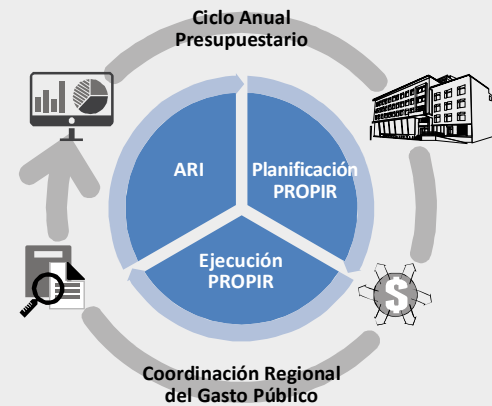 Ciclo Anual
Presupuestario
ARI
Planificación
PROPIR
Ejecución
PROPIR
$
Coordinación Regional
del Gasto Público